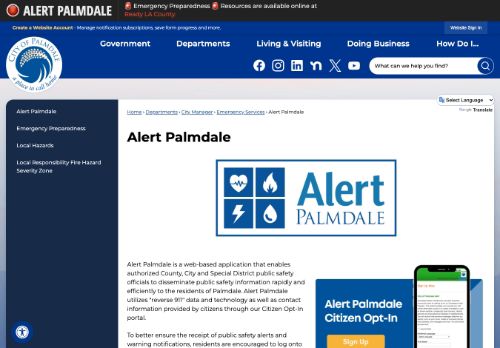 ALERT PALMDALE
🚨 Emergency Preparedness 🚨 Resources are available online at
Ready LA County.
Create a Website Account - Manage notification subscriptions, save form progress and more.
Website Sign In
CITY OF PALMDALE
a place to call home
Government
Departments
Living & Visiting
Doing Business
How Do I...
What can we help you find?
Select Language
Google Translate
Alert Palmdale
Emergency Preparedness
Local Hazards
Local Responsibility Fire Hazard
Severity Zone
Home › Departments › City Manager › Emergency Services › Alert Palmdale
Alert Palmdale
Alert
PALMDALE
Alert Palmdale is a web-based application that enables
authorized County, City and Special District public safety
officials to disseminate public safety information rapidly and
efficiently to the residents of Palmdale. Alert Palmdale
utilizes "reverse 911" data and technology as well as contact
information provided by citizens through our Citizen Opt-In
portal.
To better ensure the receipt of public safety alerts and
warning notifications, residents are encouraged to log onto
Alert Palmdale
Citizen Opt-In
Sign Up